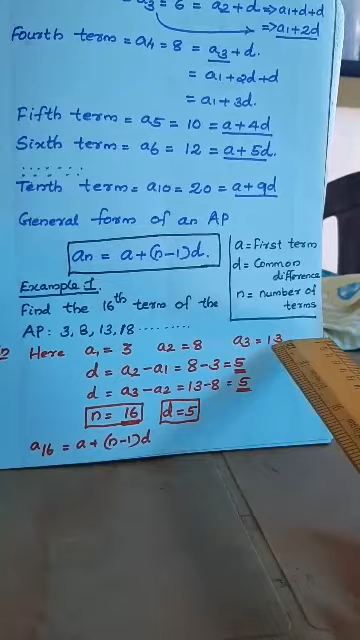 a3 = 6 = a2+d ⇒ a1+d+d
⇒ a1+2d
Fourth term = a4 = 8 = a3+d.
= a1+2d+d
= a1+3d.
Fifth term = a5 = 10 = a+4d
Sixth term = a6 = 12 = a+5d.
Tenth term = a10 = 20 = a+9d
General form of an AP
an = a+(n-1)d.
a = First term
d = Common
difference
n = number of
terms
Example:1.
Find the 16th term of the
AP: 3, 8, 13, 18 .........
Here a1 = 3 a2 = 8 a3 = 13
d = a2-a1 = 8-3 = 5
d = a3-a2 = 13-8 = 5
n = 16 d=5
a16 = a+(n-1)d